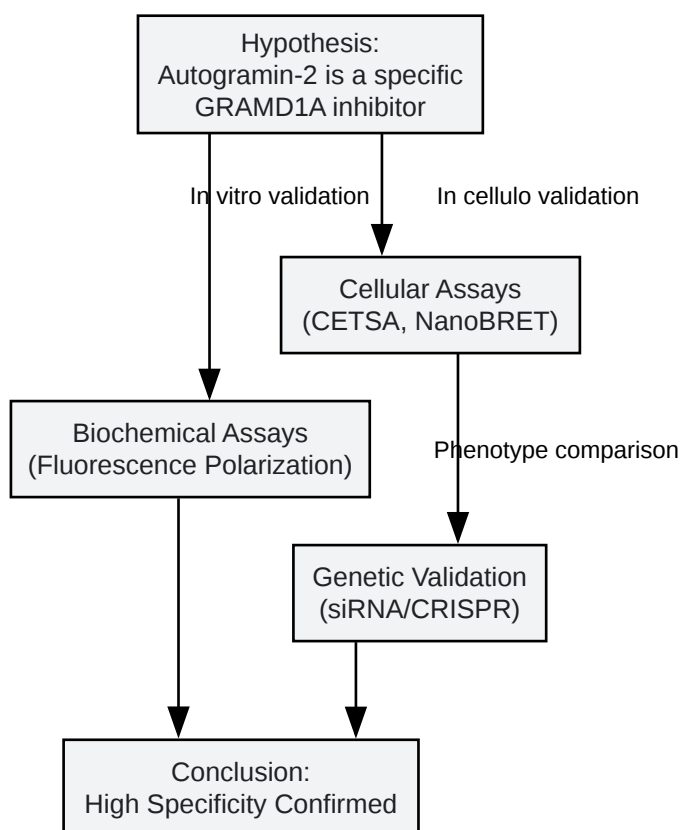 Hypothesis:
Autogramin-2 is a specific
GRAMD1A inhibitor
In vitro validation
In cellulo validation
Cellular Assays
(CETSA, NanoBRET)
Biochemical Assays
(Fluorescence Polarization)
Phenotype comparison
Genetic Validation
(siRNA/CRISPR)
Conclusion:
High Specificity Confirmed